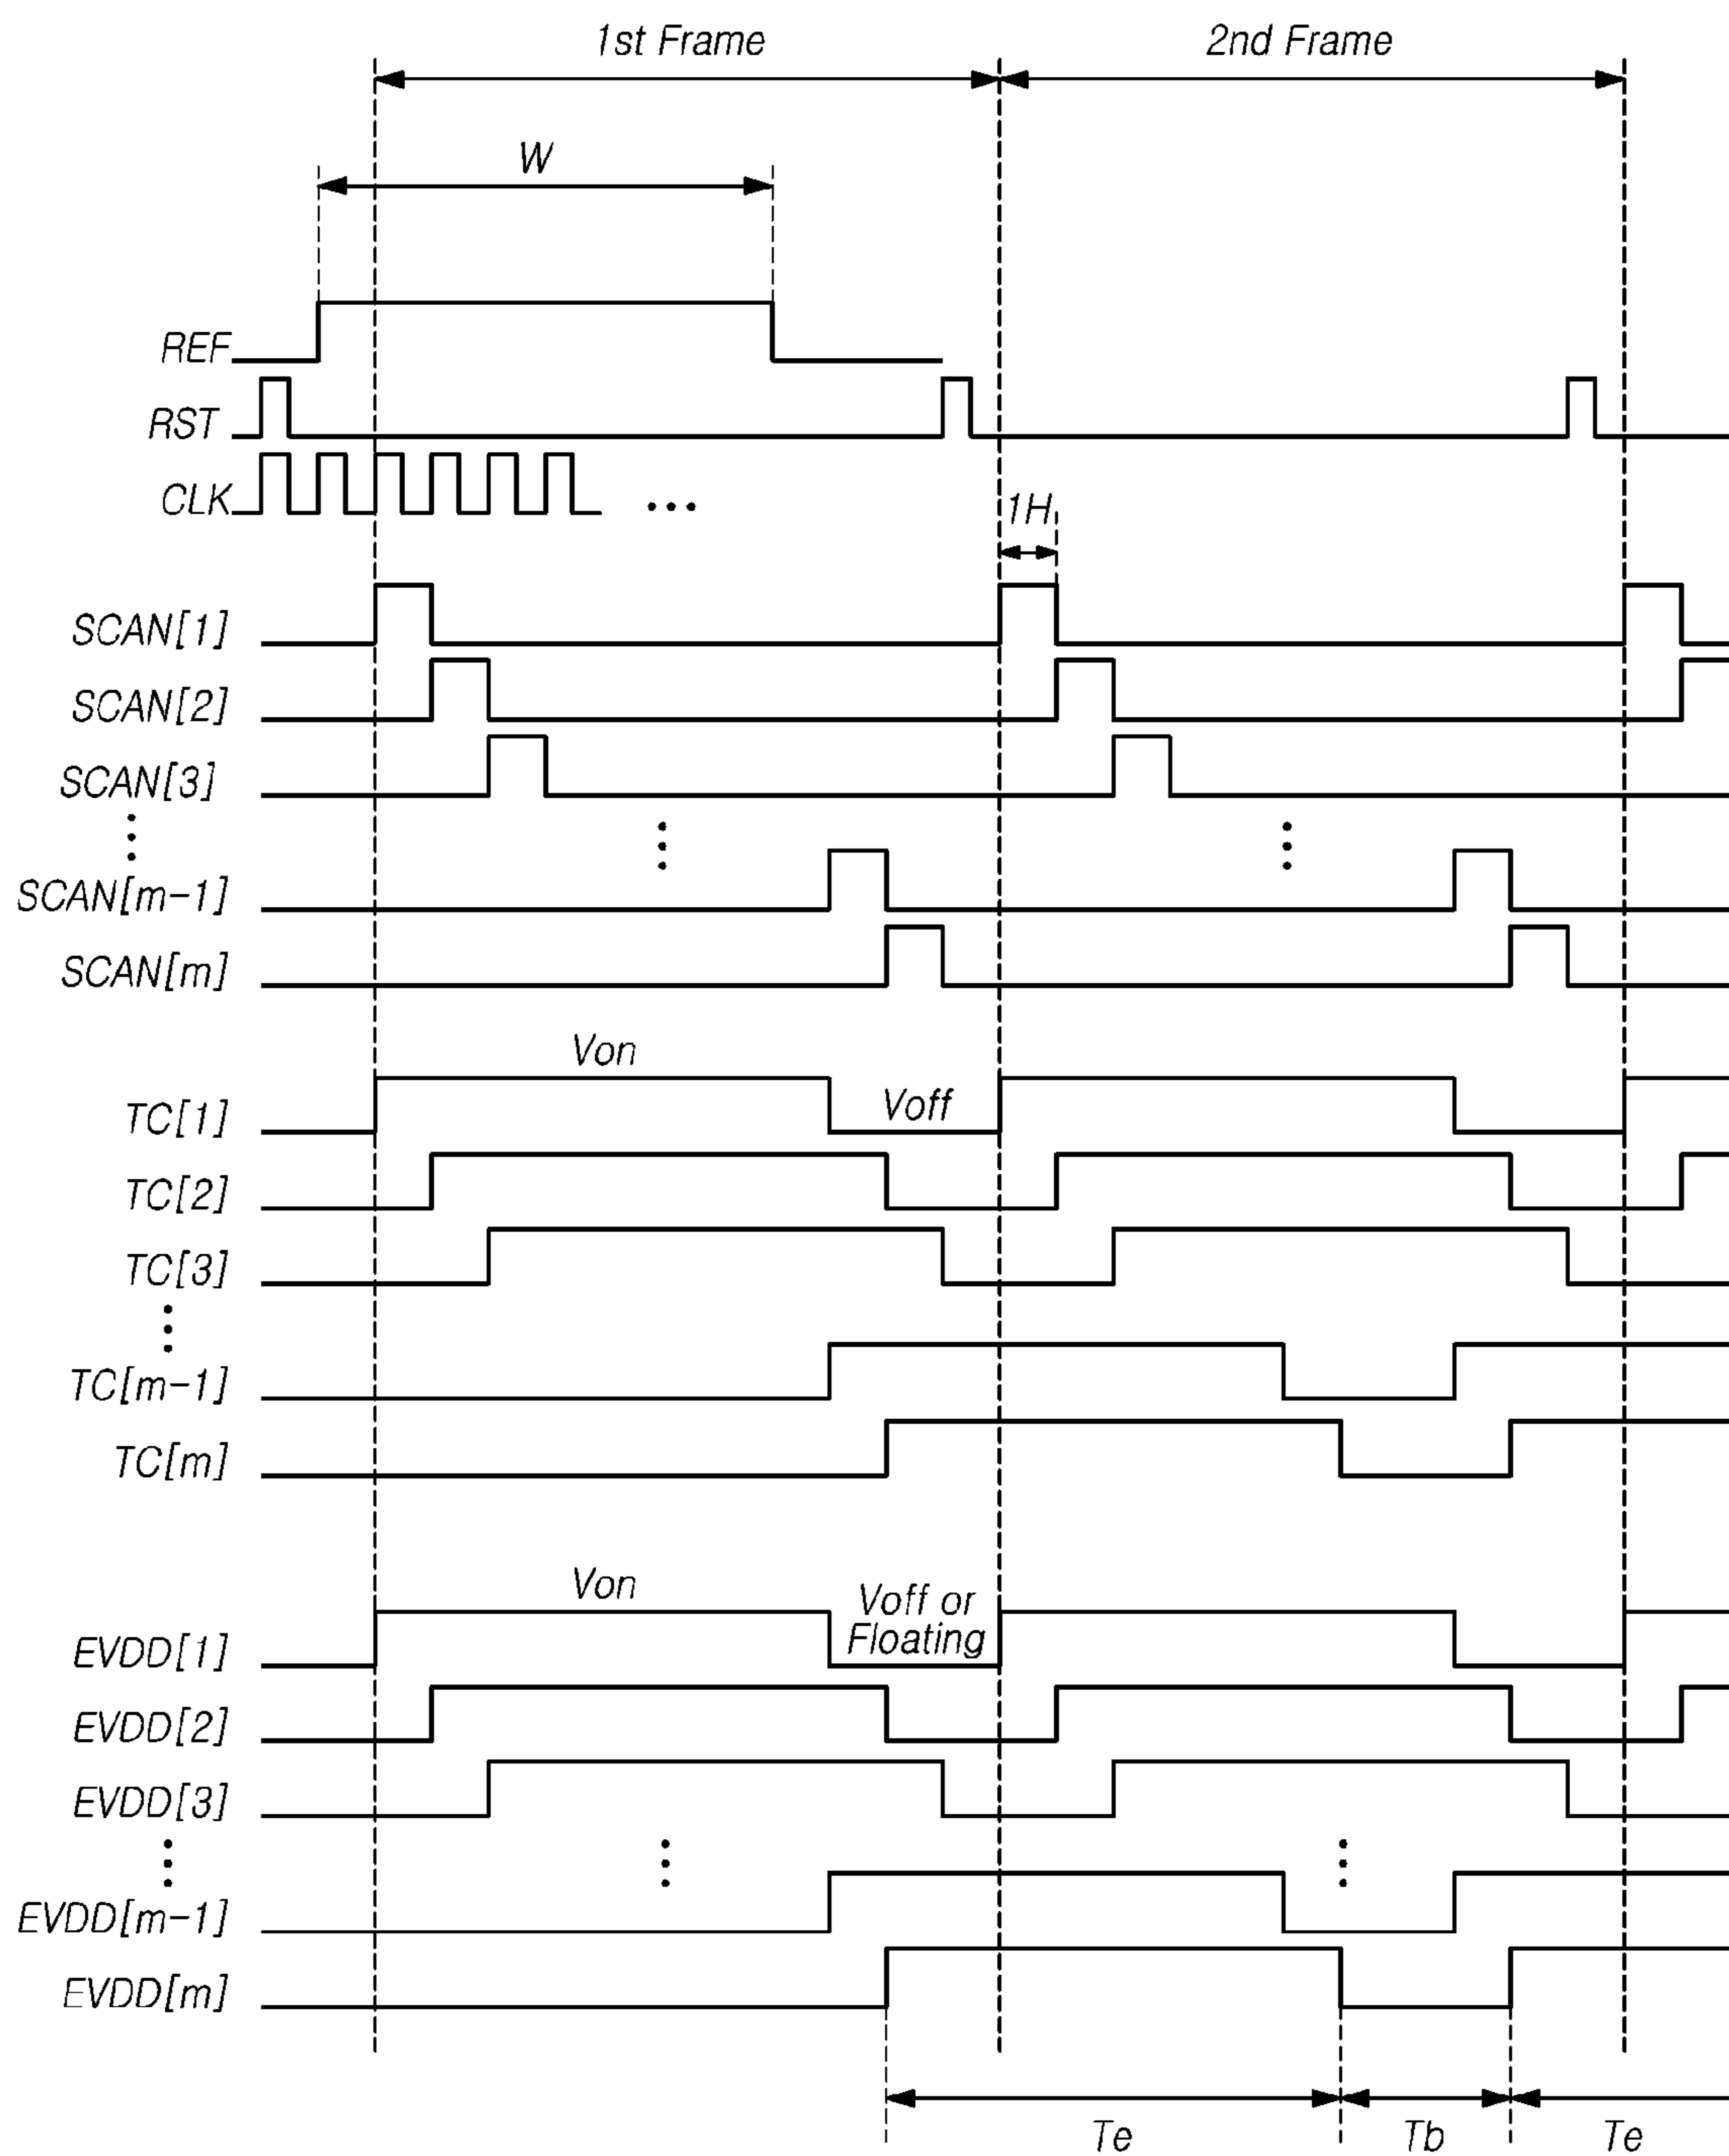 1st Frame 2nd Frame
W
REF
RST
CLK ...
1H
SCAN[1]
SCAN[2]
SCAN[3]
SCAN[m-1]
SCAN[m]
Von
TC[1] Voff
TC[2]
TC[3]
TC[m-1]
TC[m]
Von Voff or
Floating
EVDD[1]
EVDD[2]
EVDD[3]
EVDD[m-1]
EVDD[m]
Te Tb Te